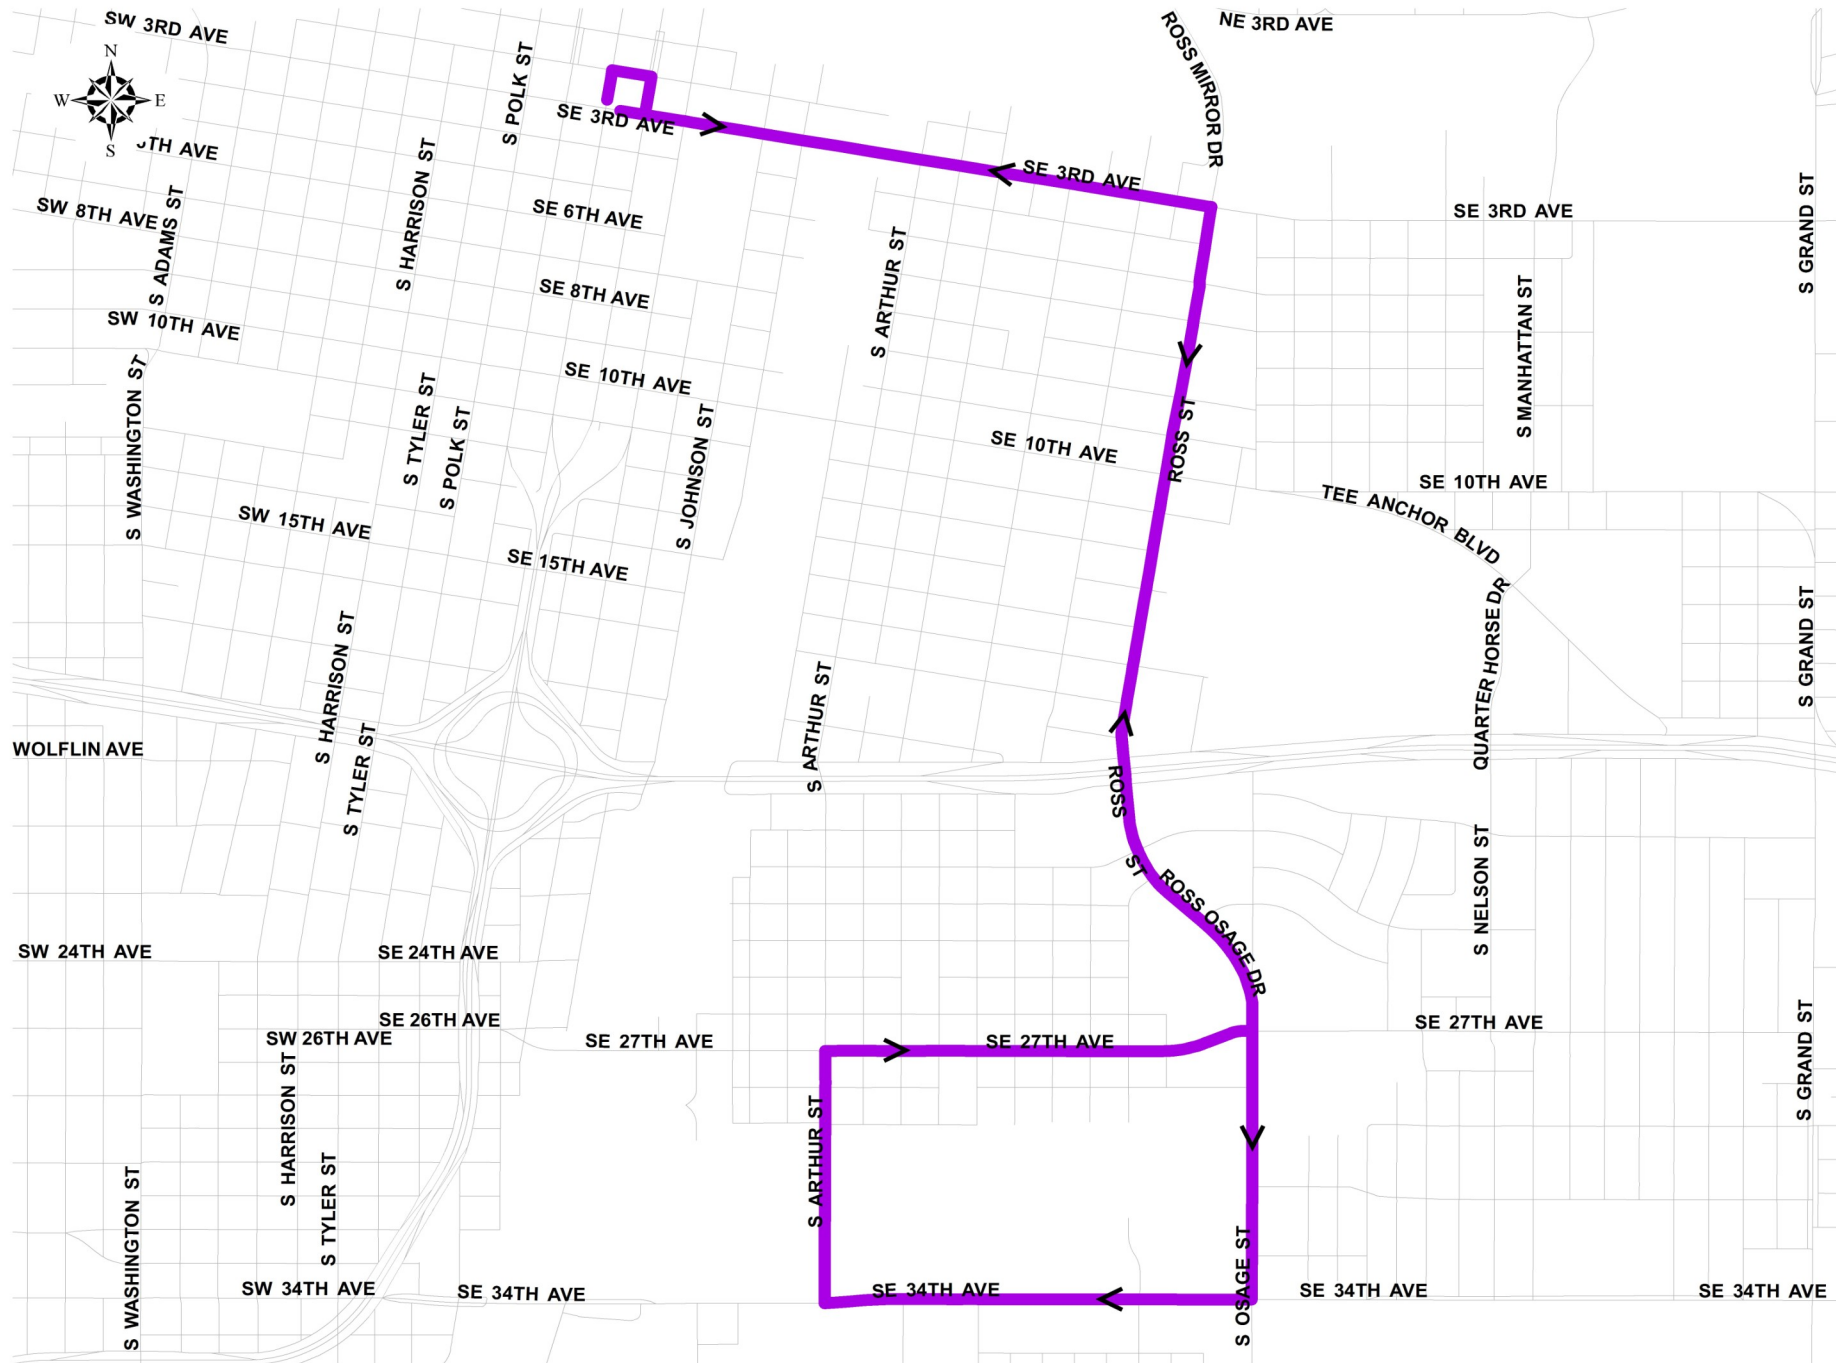 SW 3RD AVE
N
W
E
S
S POLK ST
ROSS MIRROR DR
NE 3RD AVE
SE 3RD AVE
TH AVE
S HARRISON ST
SE 3RD AVE
SE 3RD AVE
S GRAND ST
SW 8TH AVE
S ADAMS ST
SE 6TH AVE
S ARTHUR ST
SE 8TH AVE
S MANHATTAN ST
SW 10TH AVE
S WASHINGTON ST
S TYLER ST
S POLK ST
SE 10TH AVE
S JOHNSON ST
SE 10TH AVE
ROSS ST
SE 10TH AVE
TEE ANCHOR BLVD
SW 15TH AVE
SE 15TH AVE
QUARTER HORSE DR
S GRAND ST
S HARRISON ST
S ARTHUR ST
WOLFLIN AVE
S TYLER ST
ROSS ST
ROSS OSAGE DR
S NELSON ST
SW 24TH AVE
SE 24TH AVE
SE 26TH AVE
SW 26TH AVE
SE 27TH AVE
SE 27TH AVE
SE 27TH AVE
S GRAND ST
S HARRISON ST
S TYLER ST
S ARTHUR ST
S WASHINGTON ST
SW 34TH AVE
SE 34TH AVE
SE 34TH AVE
S OSAGE ST
SE 34TH AVE
SE 34TH AVE